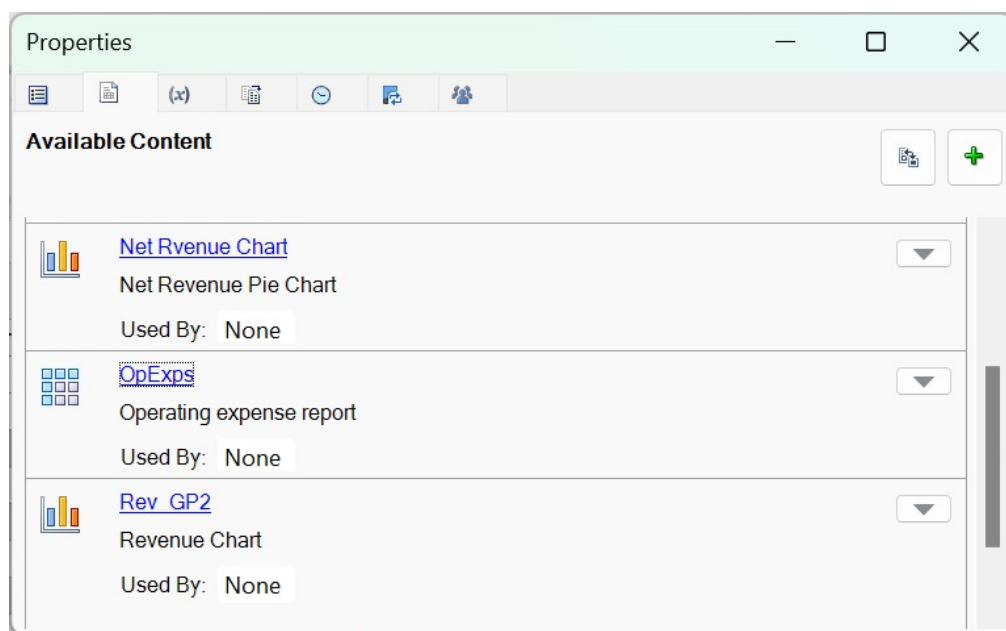 Properties
(x)
Available Content
Net Rvenue Chart
Net Revenue Pie Chart
Used By: None
OpExps
Operating expense report
Used By: None
Rev_GP2
Revenue Chart
Used By: None